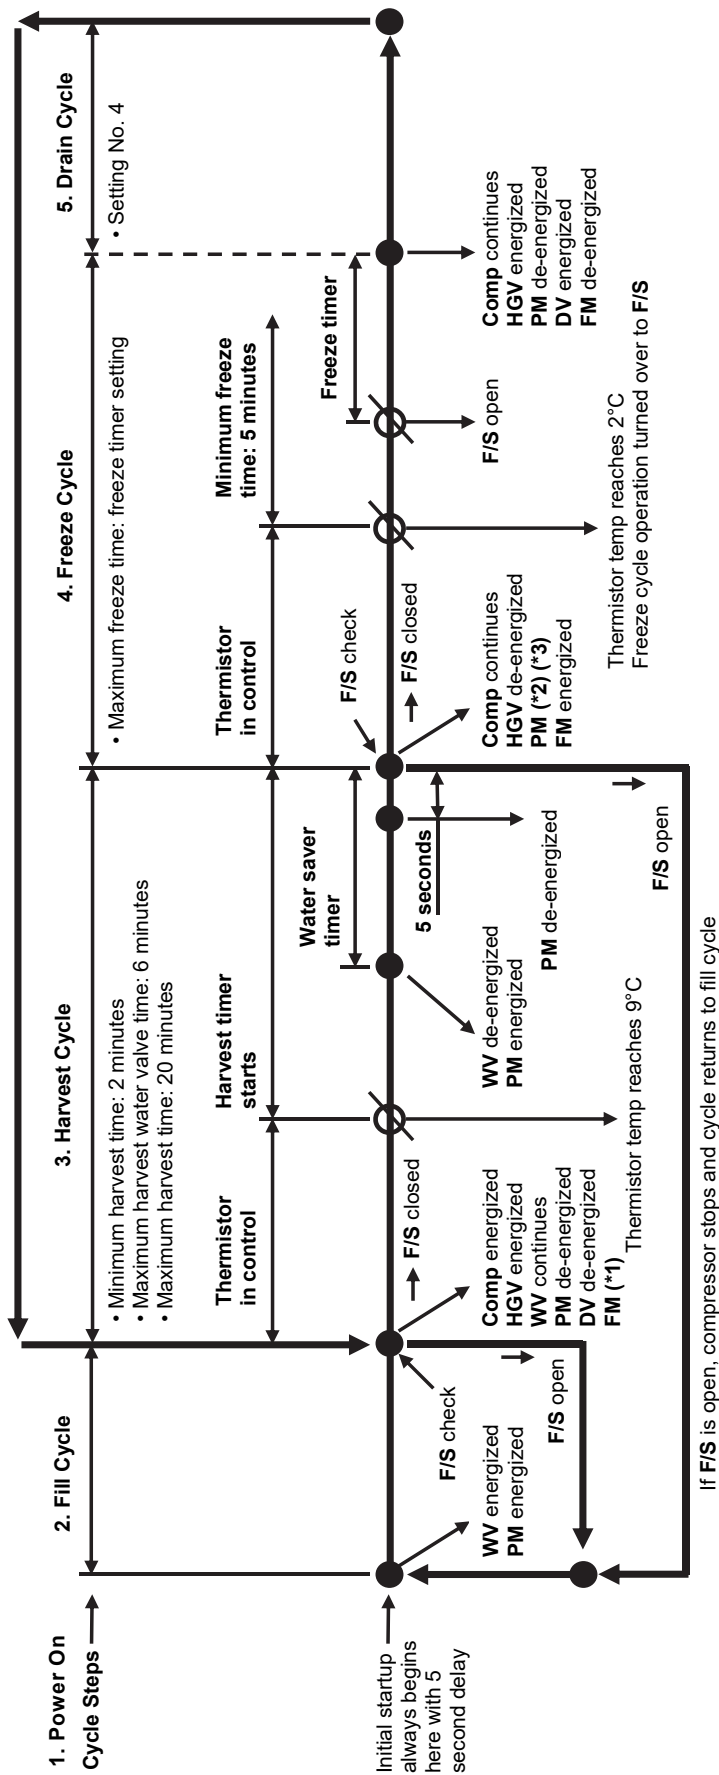 1. Power On
Cycle Steps
2. Fill Cycle
3. Harvest Cycle
• Minimum harvest time: 2 minutes
• Maximum harvest water valve time: 6 minutes
• Maximum harvest time: 20 minutes
4. Freeze Cycle
• Maximum freeze time: freeze timer setting
5. Drain Cycle
• Setting No. 4
Thermistor
in control
Harvest timer
starts
Thermistor
in control
Minimum freeze
time: 5 minutes
Water saver
timer
Freeze timer
Initial startup
always begins
here with 5
second delay
F/S check
F/S closed
5 seconds
F/S check
F/S closed
WV energized
PM energized
F/S open
Comp energized
HGV energized
WV continues
PM de-energized
DV de-energized
FM (*1)
Thermistor temp reaches 9°C
WV de-energized
PM energized
PM de-energized
Comp continues
HGV de-energized
PM (*2) (*3)
FM energized
F/S open
Thermistor temp reaches 2°C
Freeze cycle operation turned over to F/S
F/S open
Comp continues
HGV energized
PM de-energized
DV energized
FM de-energized
If F/S is open, compressor stops and cycle returns to fill cycle